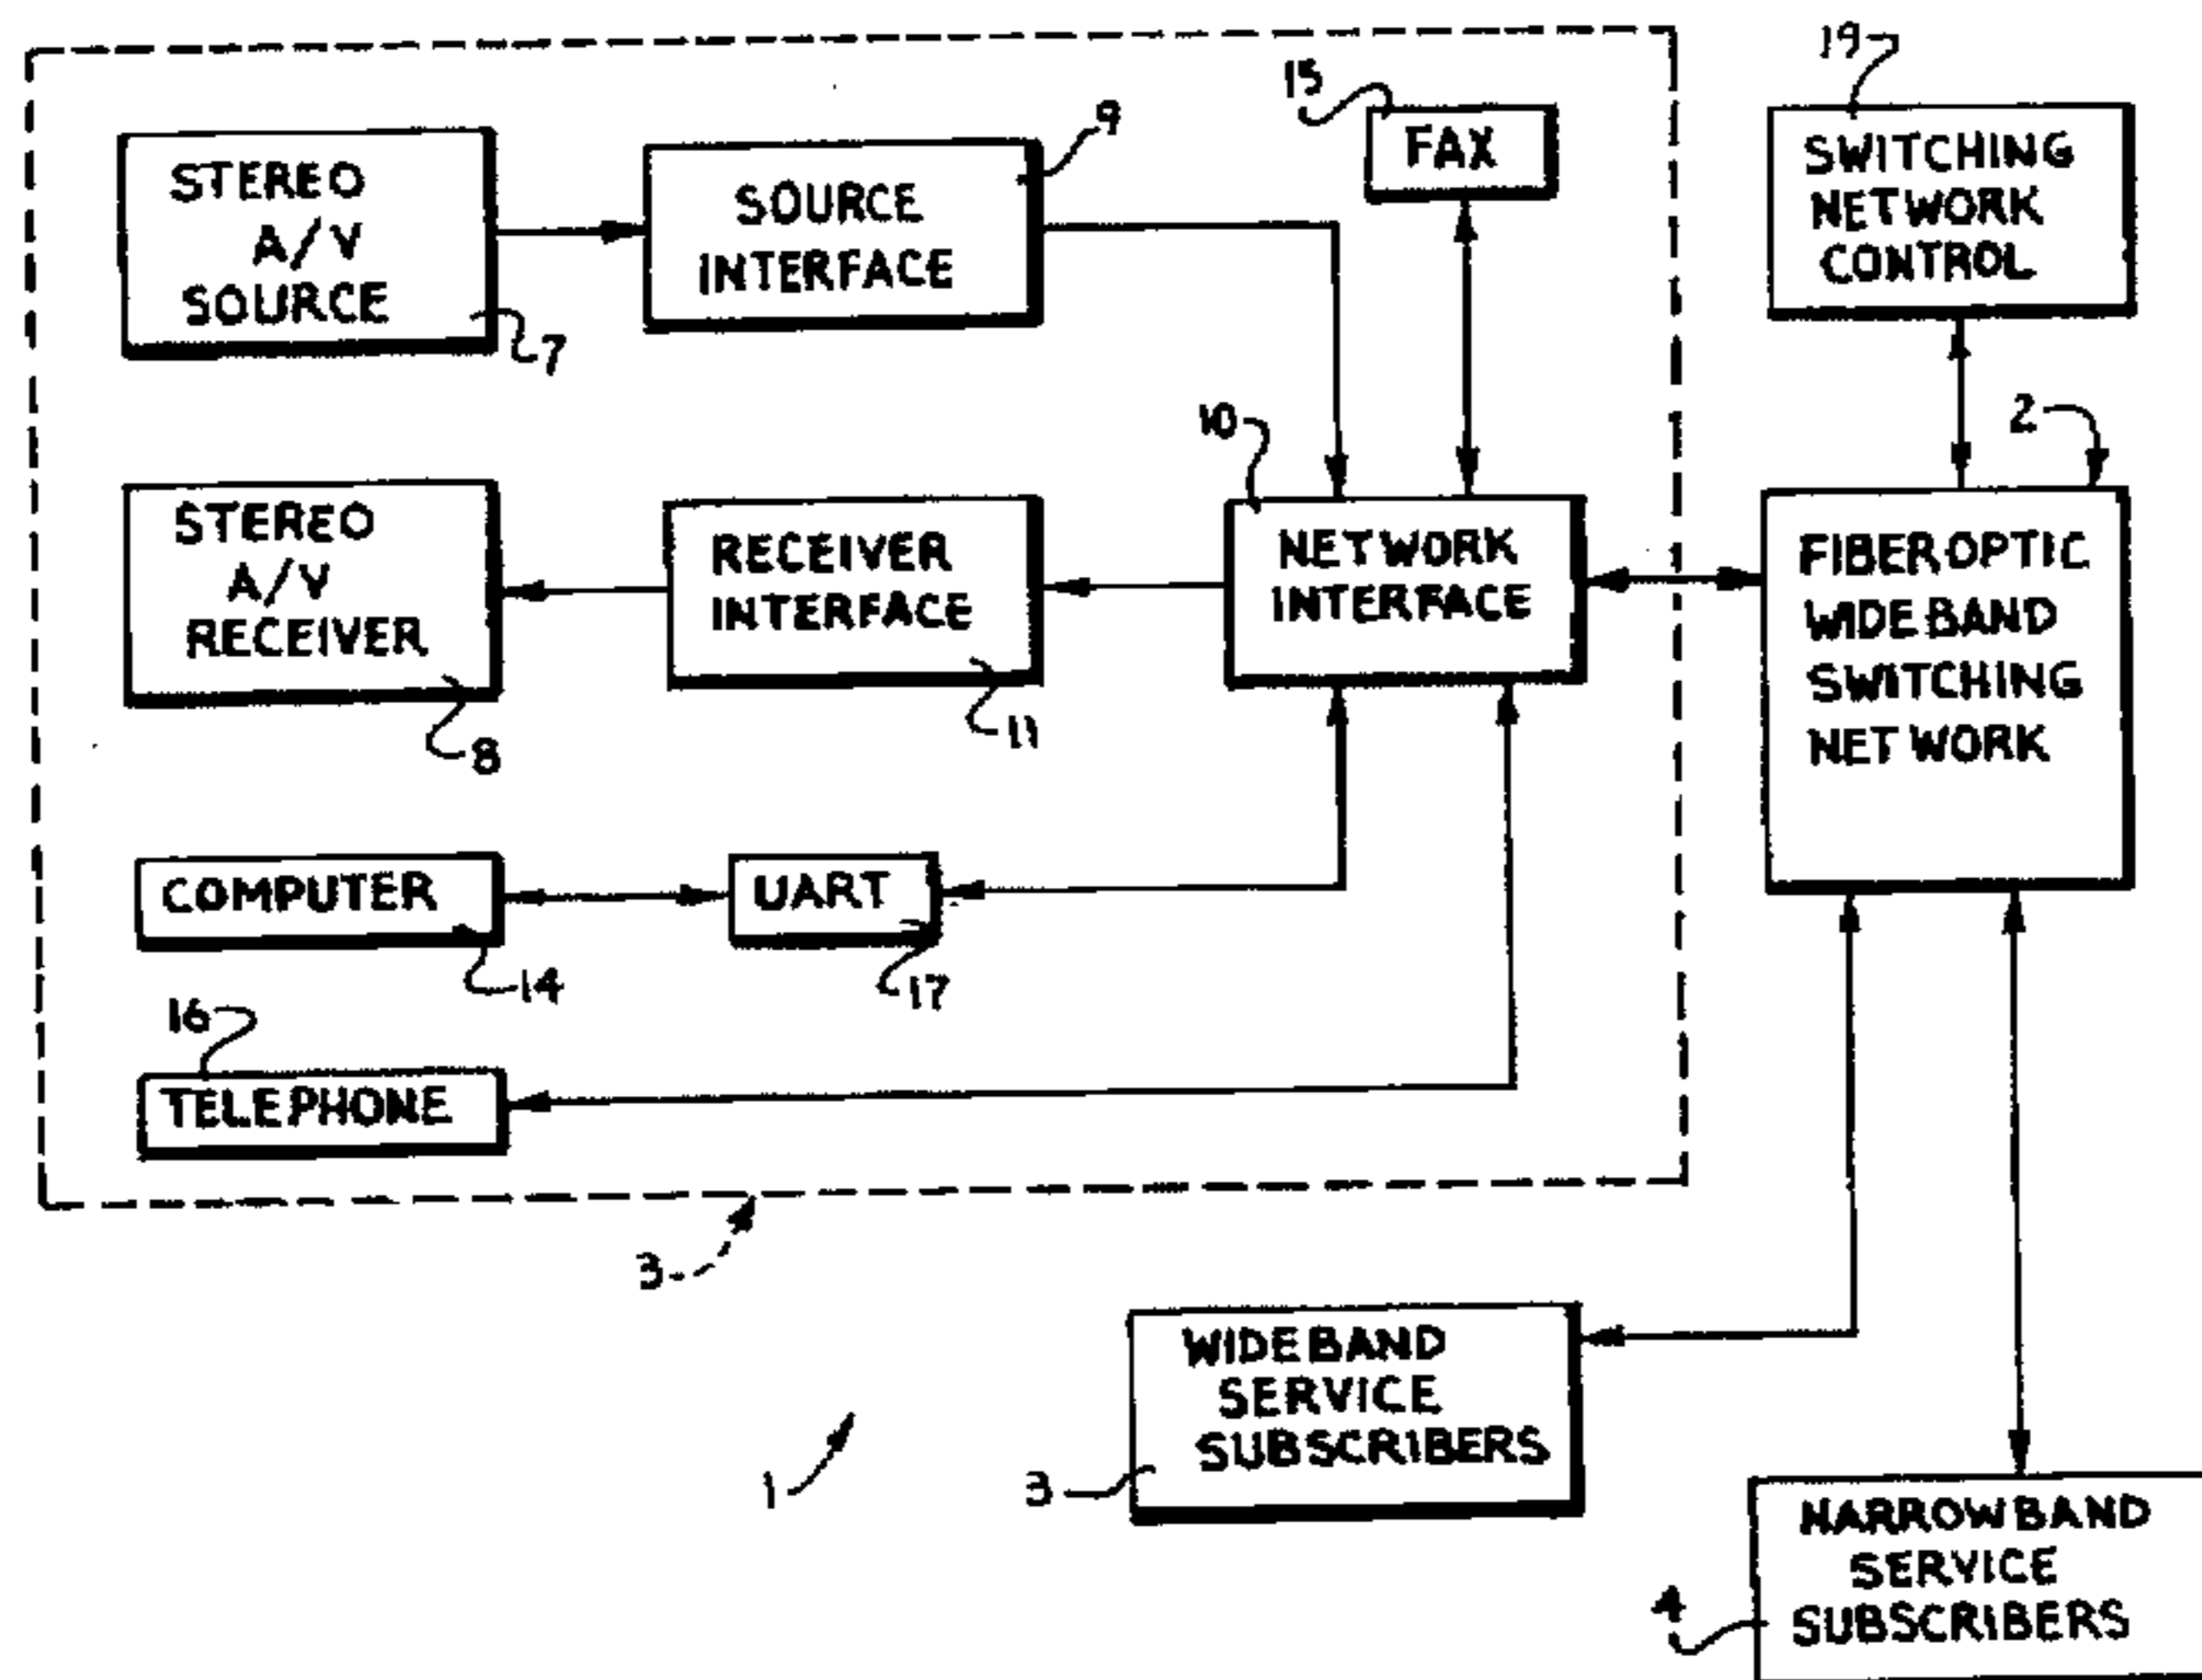 19
15
9
STEREO
A/V
SOURCE
7
SOURCE
INTERFACE
FAX
SWITCHING
NETWORK
CONTROL
10
2
STEREO
A/V
RECEIVER
8
RECEIVER
INTERFACE
11
NETWORK
INTERFACE
FIBEROPTIC
WIDEBAND
SWITCHING
NETWORK
COMPUTER
14
UART
17
16
TELEPHONE
3
WIDEBAND
SERVICE
SUBSCRIBERS
3
1
NARROWBAND
SERVICE
SUBSCRIBERS
4